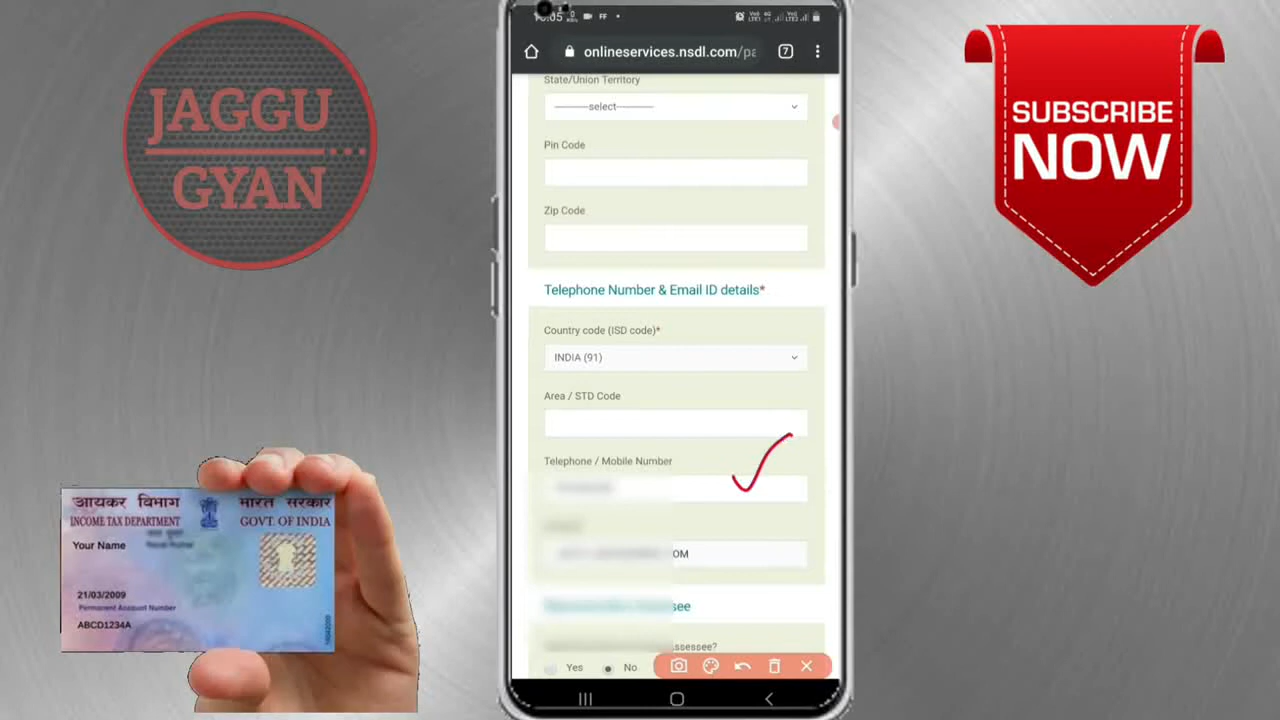 JAGGU
GYAN
SUBSCRIBE
NOW
onlineservices.nsdl.com/pa
7
State/Union Territory
----------select----------
Pin Code
Zip Code
Telephone Number & Email ID details*
Country code (ISD code)*
INDIA (91)
Area / STD Code
Telephone / Mobile Number
OM
see
ssessee?
Yes
No
आयकर विभाग
INCOME TAX DEPARTMENT
भारत सरकार
GOVT. OF INDIA
Your Name
21/03/2009
Permanent Account Number
ABCD1234A